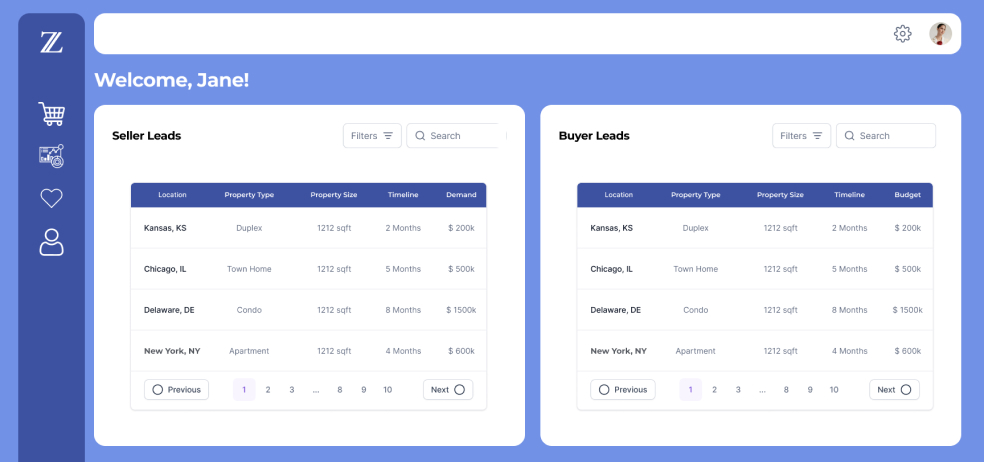 Z
Welcome, Jane!
Seller Leads
Filters
Search
Location Property Type Property Size Timeline Demand
Kansas, KS Duplex 1212 sqft 2 Months $ 200k
Chicago, IL Town Home 1212 sqft 5 Months $ 500k
Delaware, DE Condo 1212 sqft 8 Months $ 1500k
New York, NY Apartment 1212 sqft 4 Months $ 600k
Previous 1 2 3 ... 8 9 10 Next
Buyer Leads
Filters
Search
Location Property Type Property Size Timeline Budget
Kansas, KS Duplex 1212 sqft 2 Months $ 200k
Chicago, IL Town Home 1212 sqft 5 Months $ 500k
Delaware, DE Condo 1212 sqft 8 Months $ 1500k
New York, NY Apartment 1212 sqft 4 Months $ 600k
Previous 1 2 3 ... 8 9 10 Next